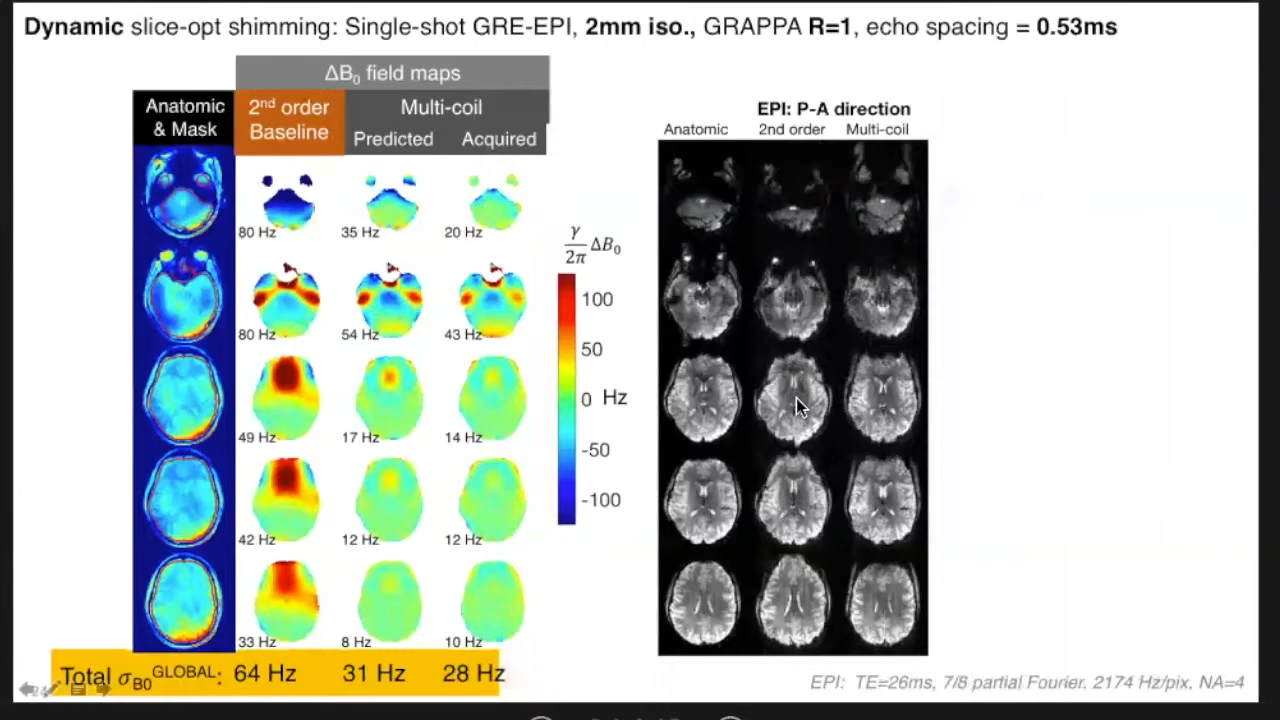 Dynamic slice-opt shimming: Single-shot GRE-EPI, 2mm iso., GRAPPA R=1, echo spacing = 0.53ms
ΔB₀ field maps
Anatomic & Mask
2nd order Baseline
Multi-coil
Predicted
Acquired
80 Hz 35 Hz 20 Hz
80 Hz 54 Hz 43 Hz
49 Hz 17 Hz 14 Hz
42 Hz 12 Hz 12 Hz
33 Hz 8 Hz 10 Hz
Total σB0 GLOBAL: 64 Hz 31 Hz 28 Hz
γ/2π ΔB₀
100
50
0 Hz
-50
-100
EPI: P-A direction
Anatomic 2nd order Multi-coil
EPI: TE=26ms, 7/8 partial Fourier, 2174 Hz/pix, NA=4